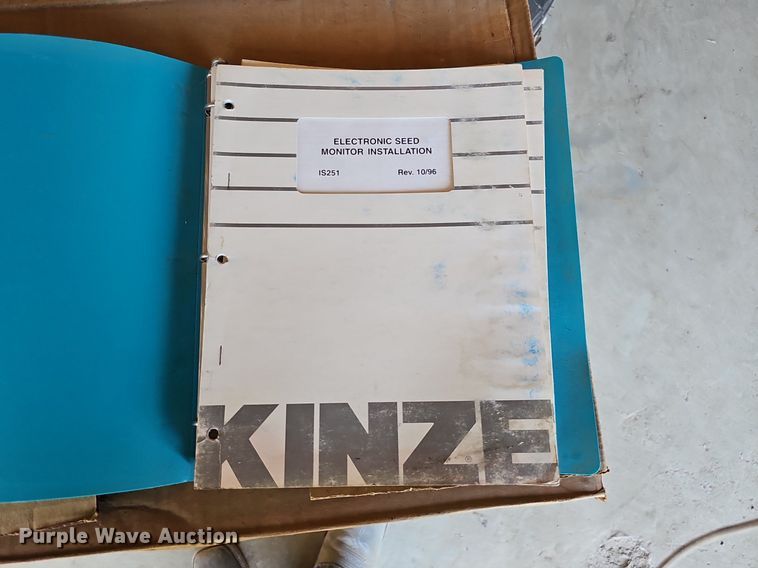 ELECTRONIC SEED
MONITOR INSTALLATION
IS251 Rev. 10/96
KINZE®
Purple Wave Auction